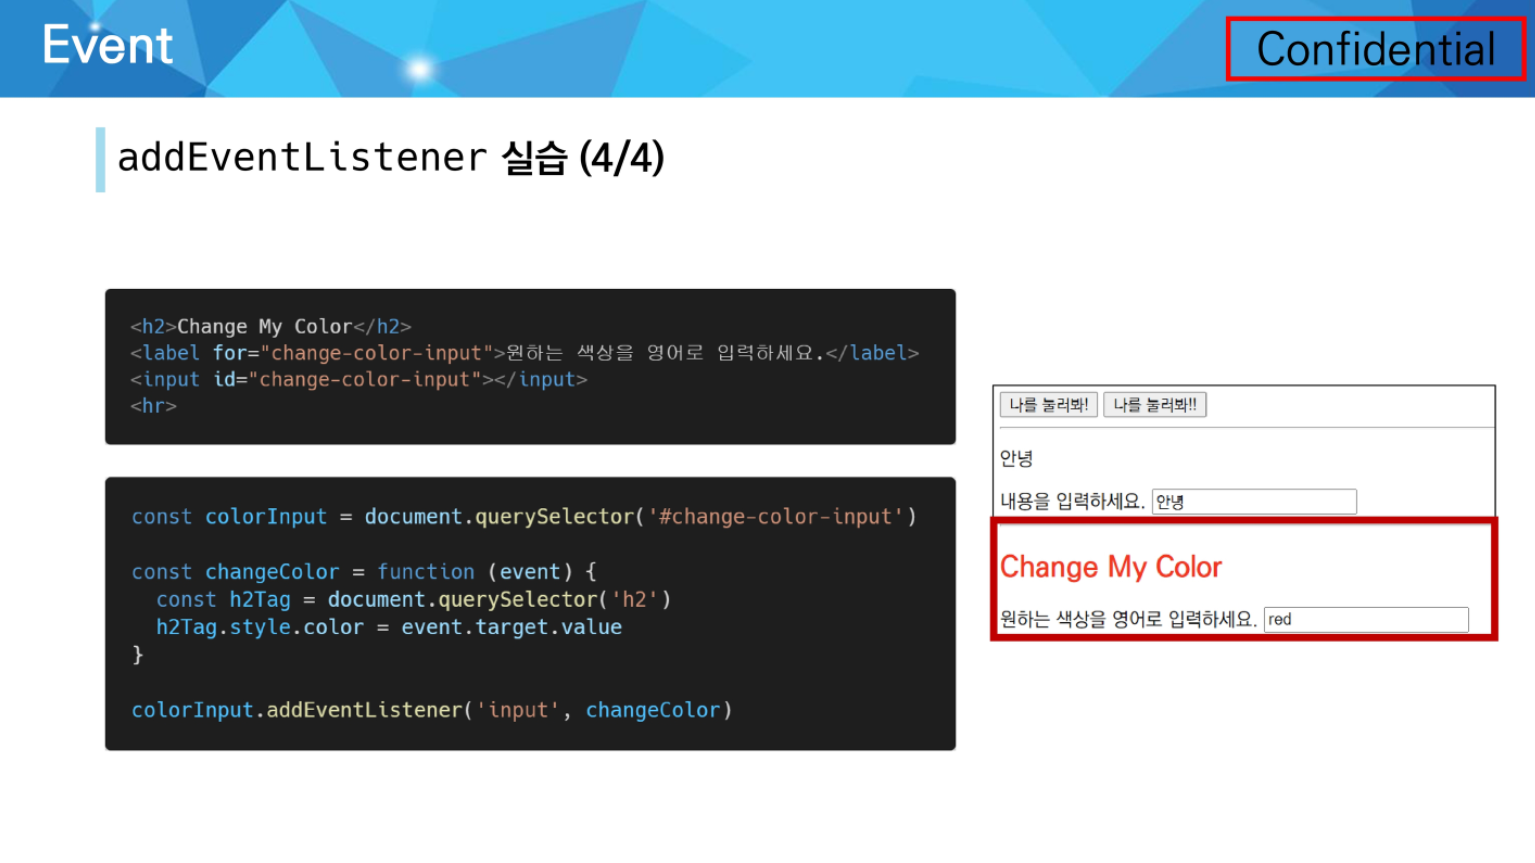 Event
Confidential
addEventListener 실습 (4/4)
<h2>Change My Color</h2>
<label for="change-color-input">원하는 색상을 영어로 입력하세요.</label>
<input id="change-color-input"></input>
<hr>
const colorInput = document.querySelector('#change-color-input')
const changeColor = function (event) {
  const h2Tag = document.querySelector('h2')
  h2Tag.style.color = event.target.value
}
colorInput.addEventListener('input', changeColor)
나를 눌러봐! 나를 눌러봐!!
안녕
내용을 입력하세요. 안녕
Change My Color
원하는 색상을 영어로 입력하세요. red